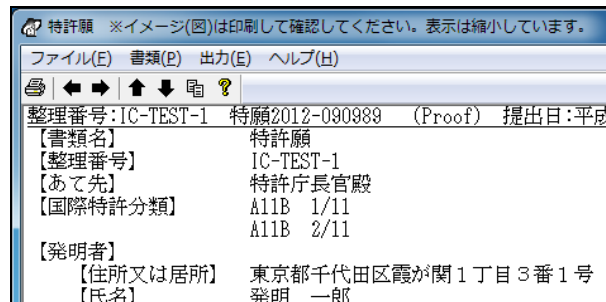 特許願 ※イメージ(図)は印刷して確認してください。表示は縮小しています。
ファイル(F) 書類(P) 出力(E) ヘルプ(H)
整理番号:IC-TEST-1 特願2012-090989 (Proof) 提出日:平成
【書類名】 特許願
【整理番号】 IC-TEST-1
【あて先】 特許庁長官殿
【国際特許分類】 A11B 1/11
A11B 2/11
【発明者】
【住所又は居所】 東京都千代田区霞が関1丁目3番1号
【氏名】 発明 一郎